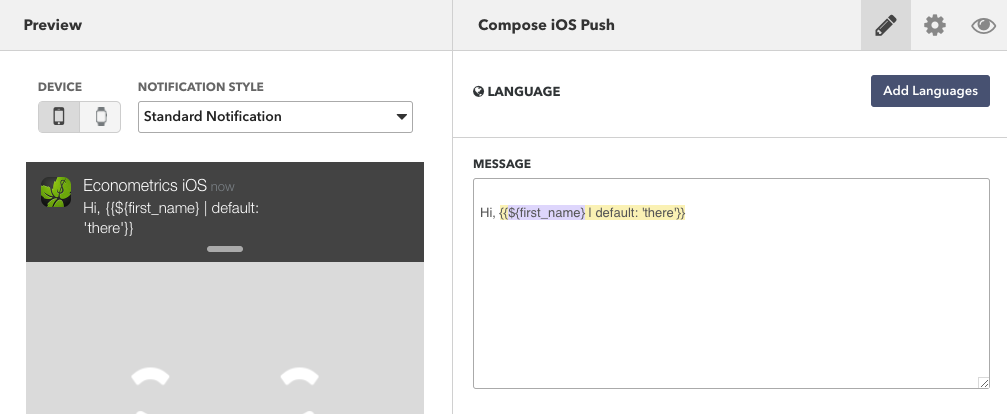 Preview
Compose iOS Push
DEVICE
NOTIFICATION STYLE
Standard Notification
LANGUAGE
Add Languages
Econometrics iOS now
Hi, {{${first_name} | default:
'there'}}
MESSAGE
Hi, {{${first_name} | default: 'there'}}